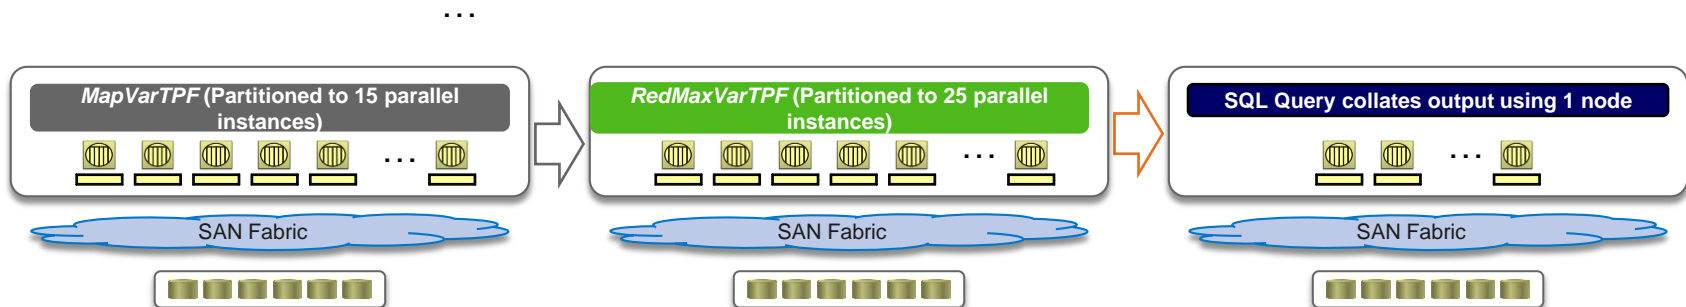 ...
MapVarTPF (Partitioned to 15 parallel
instances)
...
SAN Fabric
RedMaxVarTPF (Partitioned to 25 parallel
instances)
...
SAN Fabric
SQL Query collates output using 1 node
...
SAN Fabric